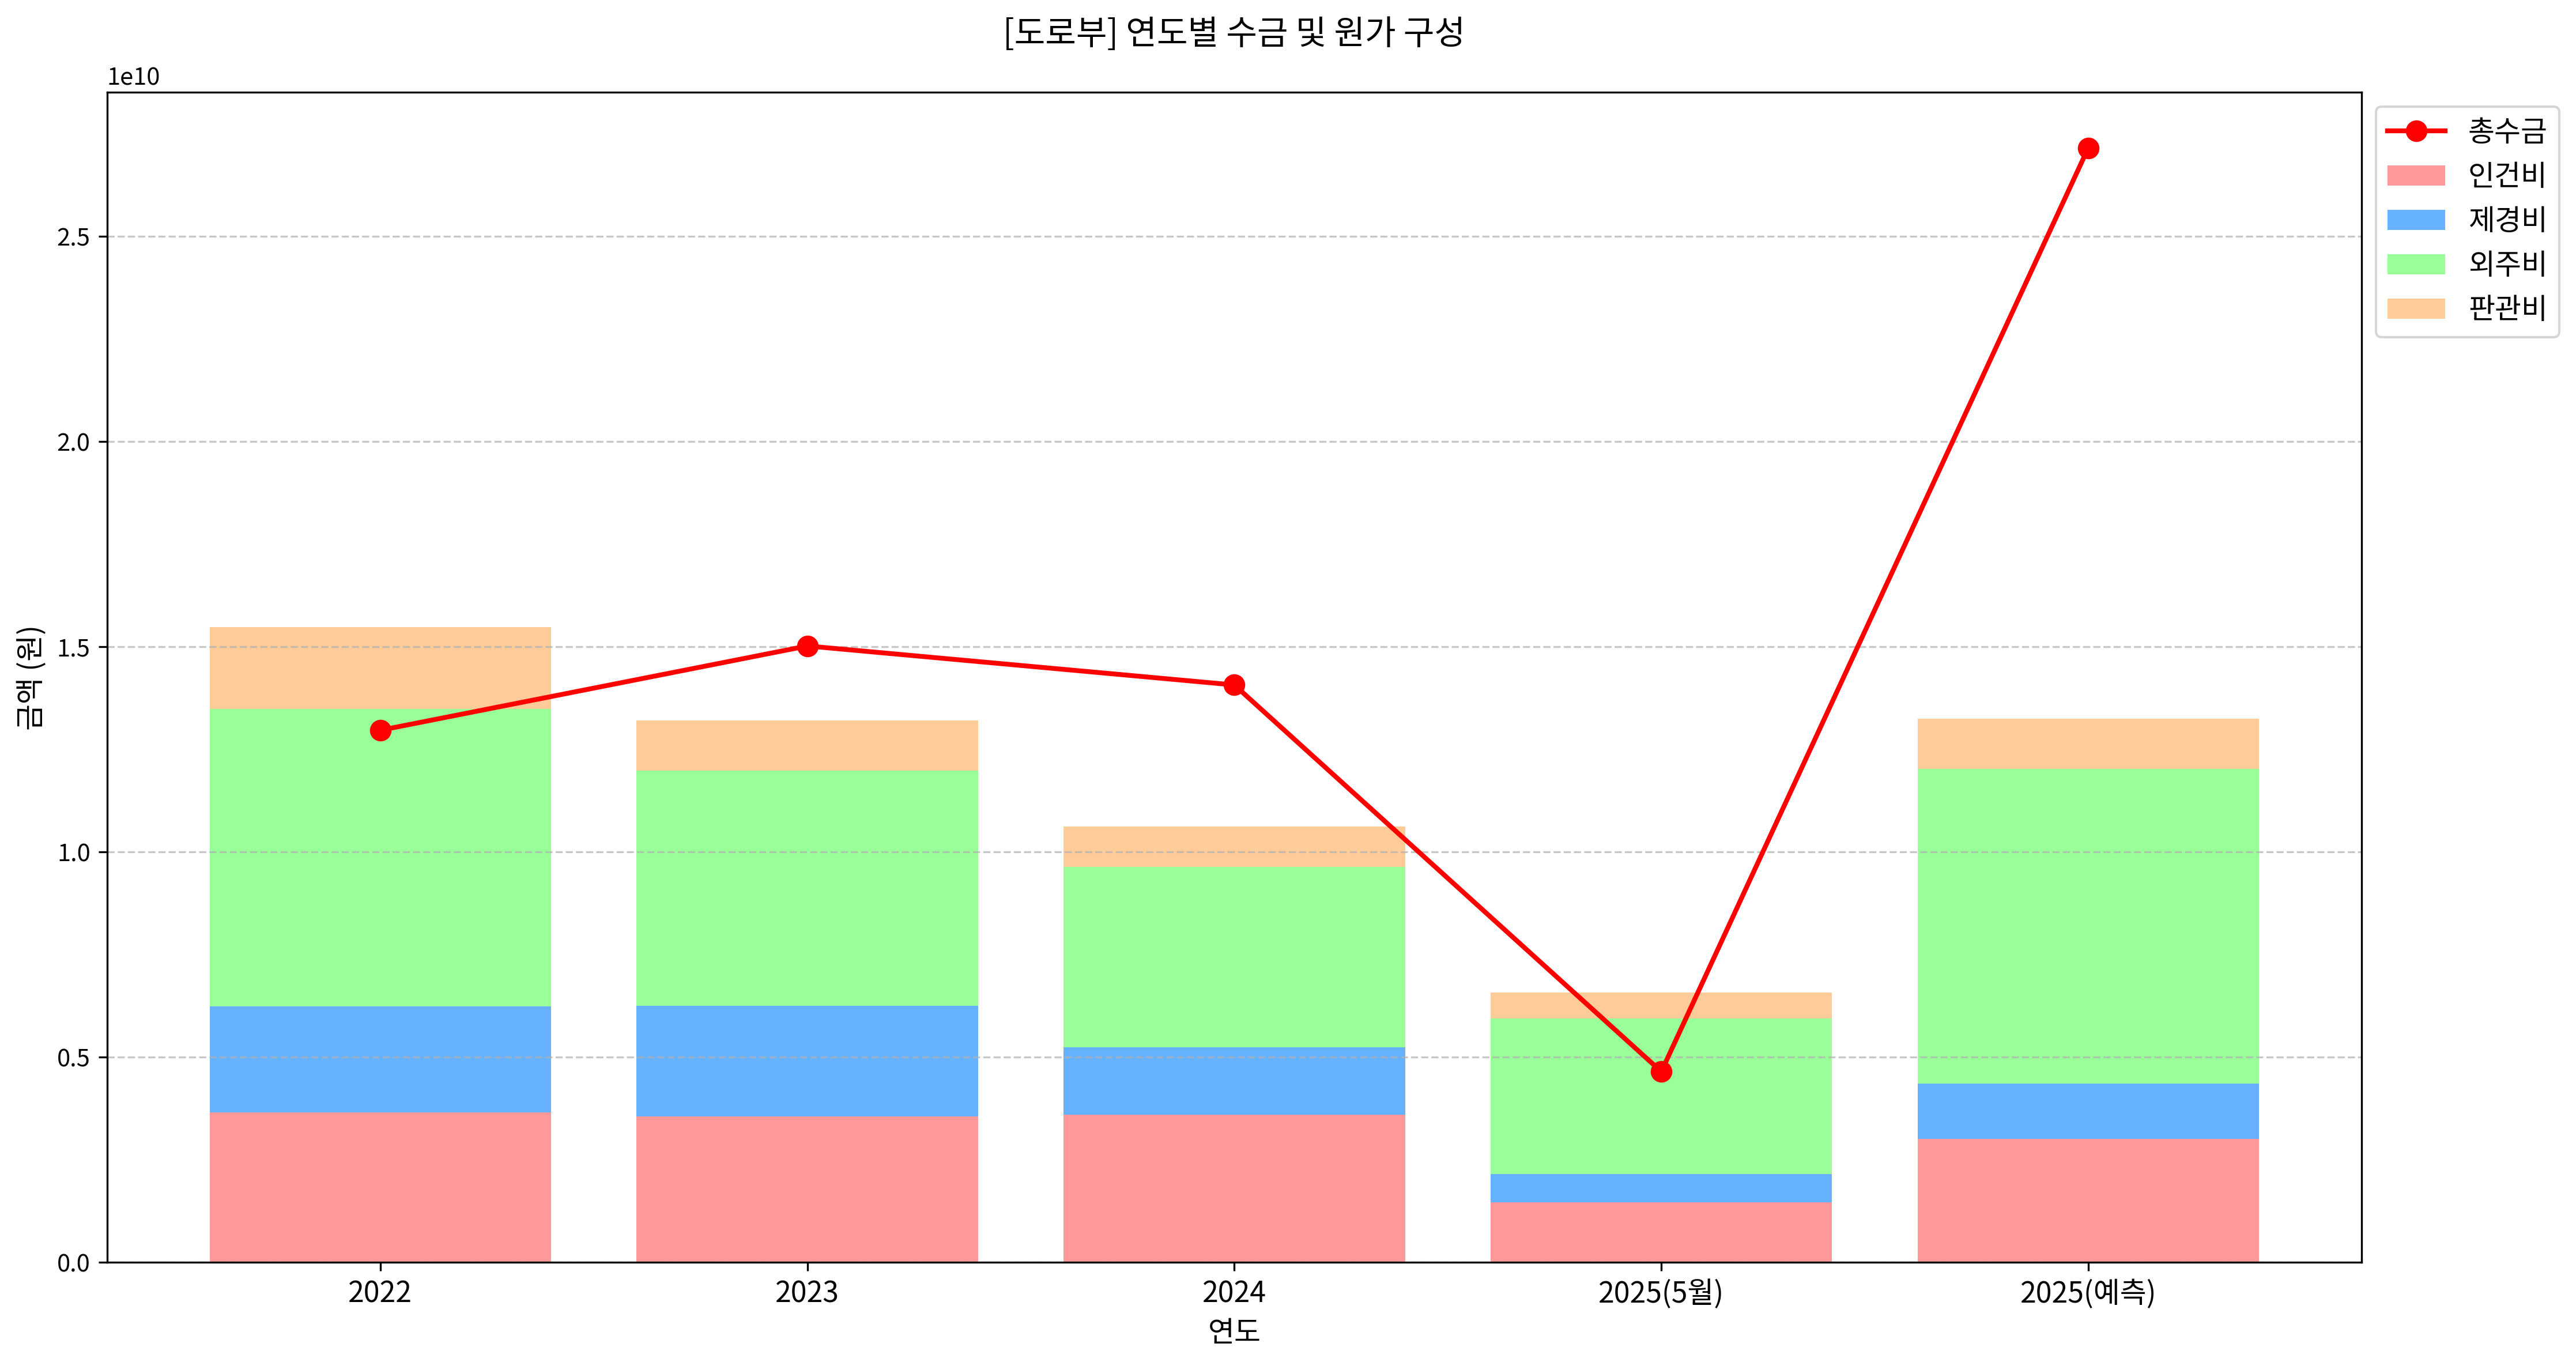 [도로부] 연도별 수금 및 원가 구성
1e10
총수금
인건비
제경비
외주비
판관비
금액 (원)
2.5
2.0
1.5
1.0
0.5
0.0
2022
2023
2024
2025(5월)
2025(예측)
연도